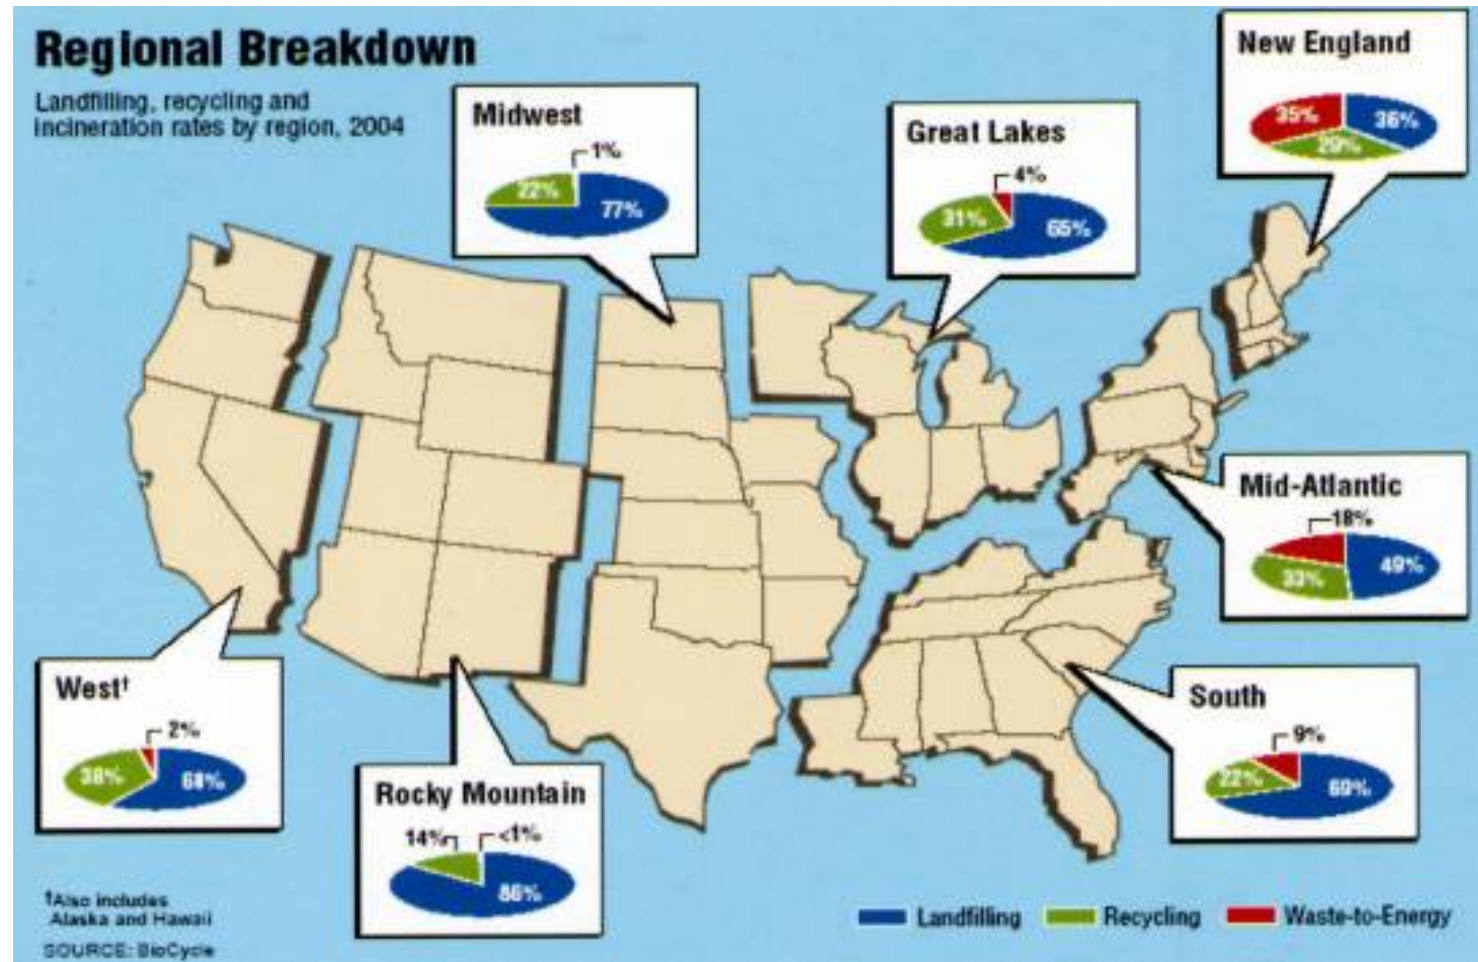 Regional Breakdown
Landfilling, recycling and
incineration rates by region, 2004
Midwest
1%
22%
77%
Great Lakes
4%
31%
65%
New England
35%
36%
29%
Mid-Atlantic
18%
33%
49%
West†
2%
38%
68%
Rocky Mountain
14%
<1%
86%
South
9%
22%
69%
†Also includes
Alaska and Hawaii
SOURCE: BioCycle
Landfilling
Recycling
Waste-to-Energy